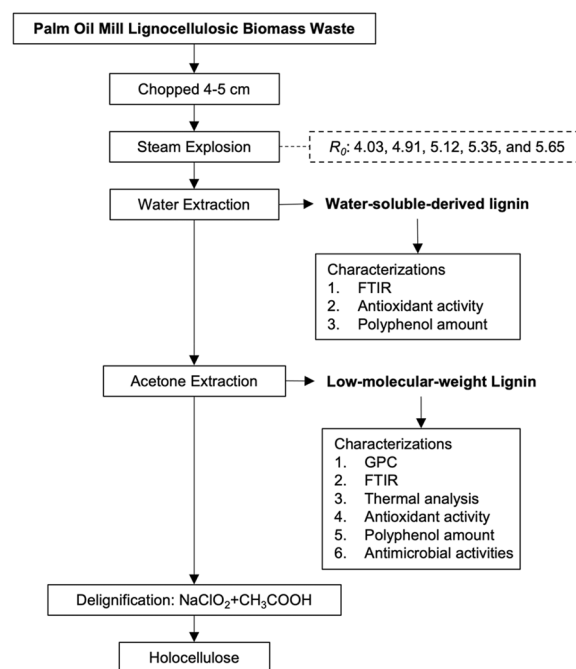 Palm Oil Mill Lignocellulosic Biomass Waste
Chopped 4-5 cm
Steam Explosion
R₀: 4.03, 4.91, 5.12, 5.35, and 5.65
Water Extraction
Water-soluble-derived lignin
Characterizations
1. FTIR
2. Antioxidant activity
3. Polyphenol amount
Acetone Extraction
Low-molecular-weight Lignin
Characterizations
1. GPC
2. FTIR
3. Thermal analysis
4. Antioxidant activity
5. Polyphenol amount
6. Antimicrobial activities
Delignification: NaClO₂+CH₃COOH
Holocellulose